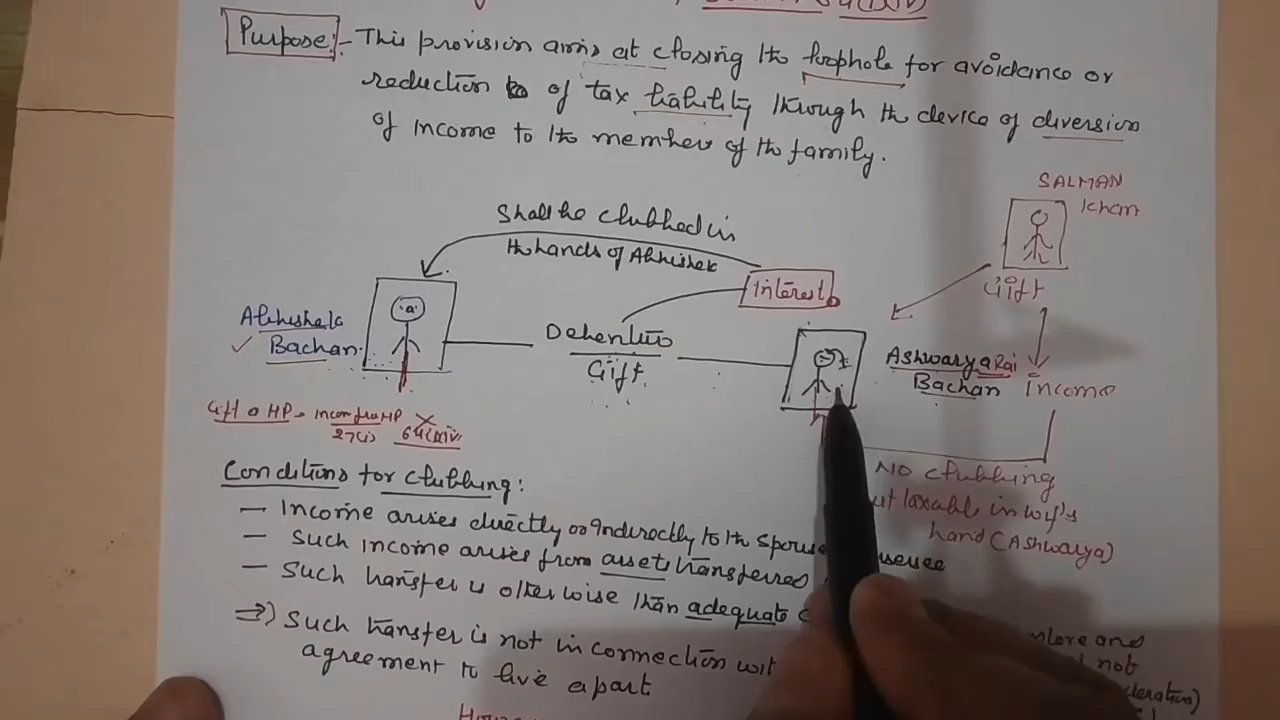 Purpose:- This provision aims at closing the loophole for avoidance or
reduction of tax liability through the device of diversion
of income to the members of the family.
SALMAN
Khan
Shall be clubbed in
the hands of Abhishek
Interest
Gift
Abhishek
Bachan
Debenture
Gift
Ashwarya Rai
Bachan
income
Gift a HP - Income from HP
27(i) 64(1)(iv)
NO clubbing
but taxable in wife's
hand (Ashwarya)
Conditions for clubbing:
- Income arises directly or indirectly to the spouse
- Such income arises from assets transferred
- Such transfer is otherwise than adequate
=>) Such transfer is not in connection with
agreement to live apart
and
not